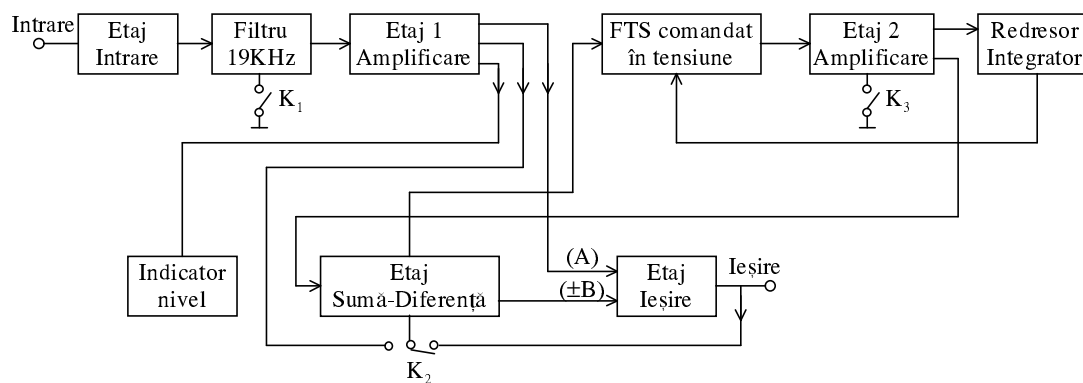 Intrare
Etaj
Intrare
Filtru
19KHz
Etaj 1
Amplificare
FTS comandat
în tensiune
Etaj 2
Amplificare
Redresor
Integrator
K1
K3
Indicator
nivel
Etaj
Sumă-Diferență
(A)
(±B)
Etaj
Ieșire
Ieșire
K2